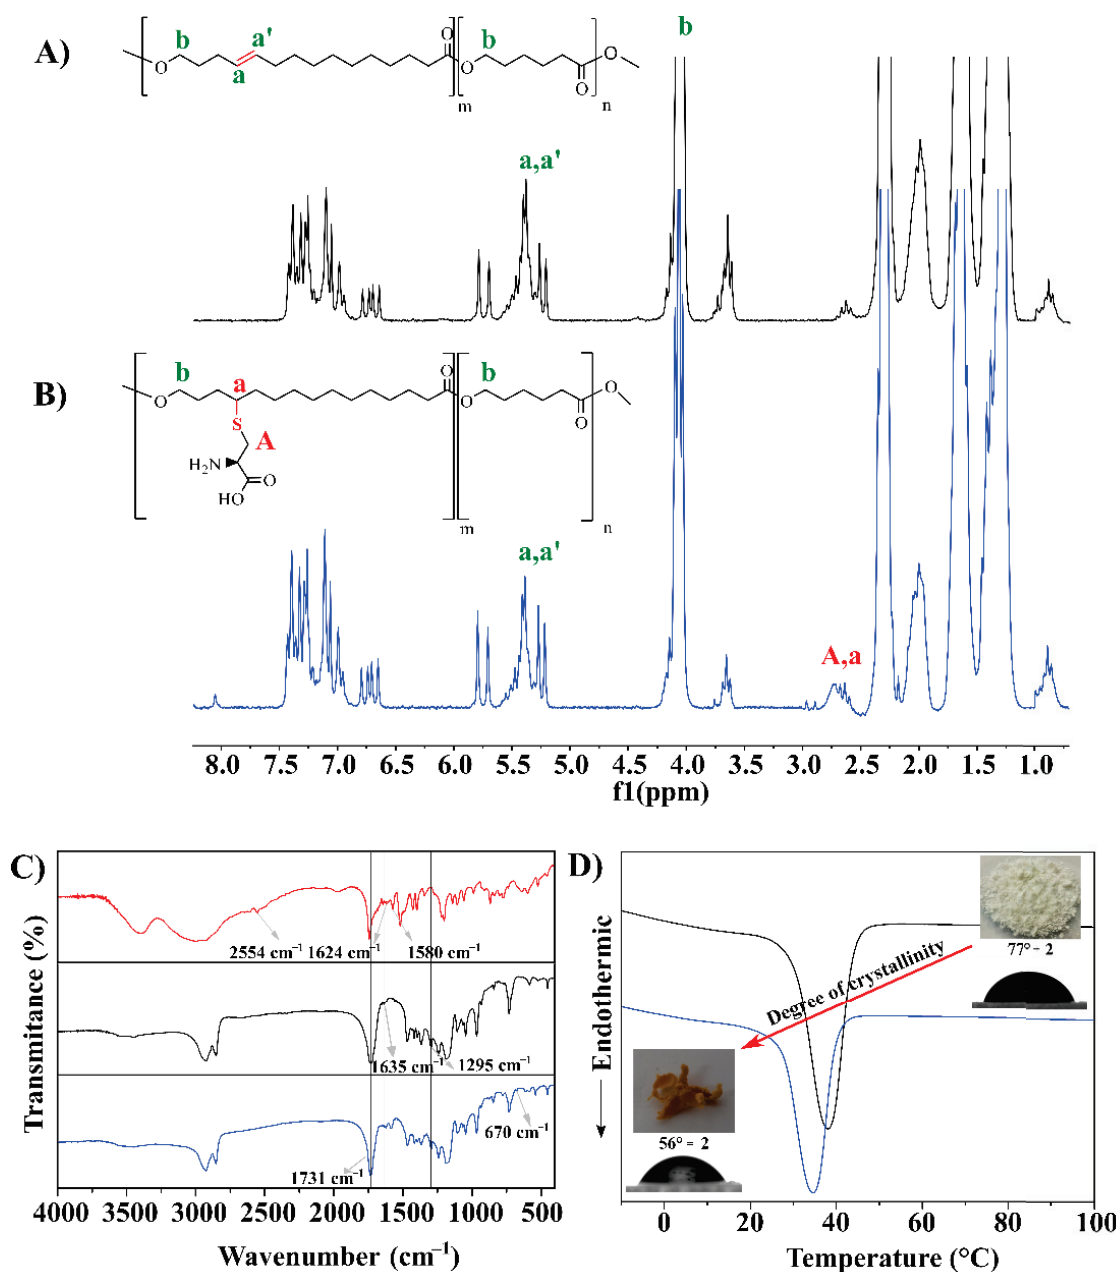 A)
b
a'
a
O
O
O
b
O
O
m
n
b
a,a'
B)
b
a
S
A
H₂N
O
HO
O
O
b
O
O
m
n
a,a'
A,a
8.0 7.5 7.0 6.5 6.0 5.5 5.0 4.5 4.0 3.5 3.0 2.5 2.0 1.5 1.0
f1(ppm)
C)
Transmitance (%)
2554 cm⁻¹ 1624 cm⁻¹ 1580 cm⁻¹
1635 cm⁻¹ 1295 cm⁻¹
670 cm⁻¹
1731 cm⁻¹
4000 3500 3000 2500 2000 1500 1000 500
Wavenumber (cm⁻¹)
D)
Endothermic
Degree of crystallinity
77° - 2
56° = 2
0 20 40 60 80 100
Temperature (°C)